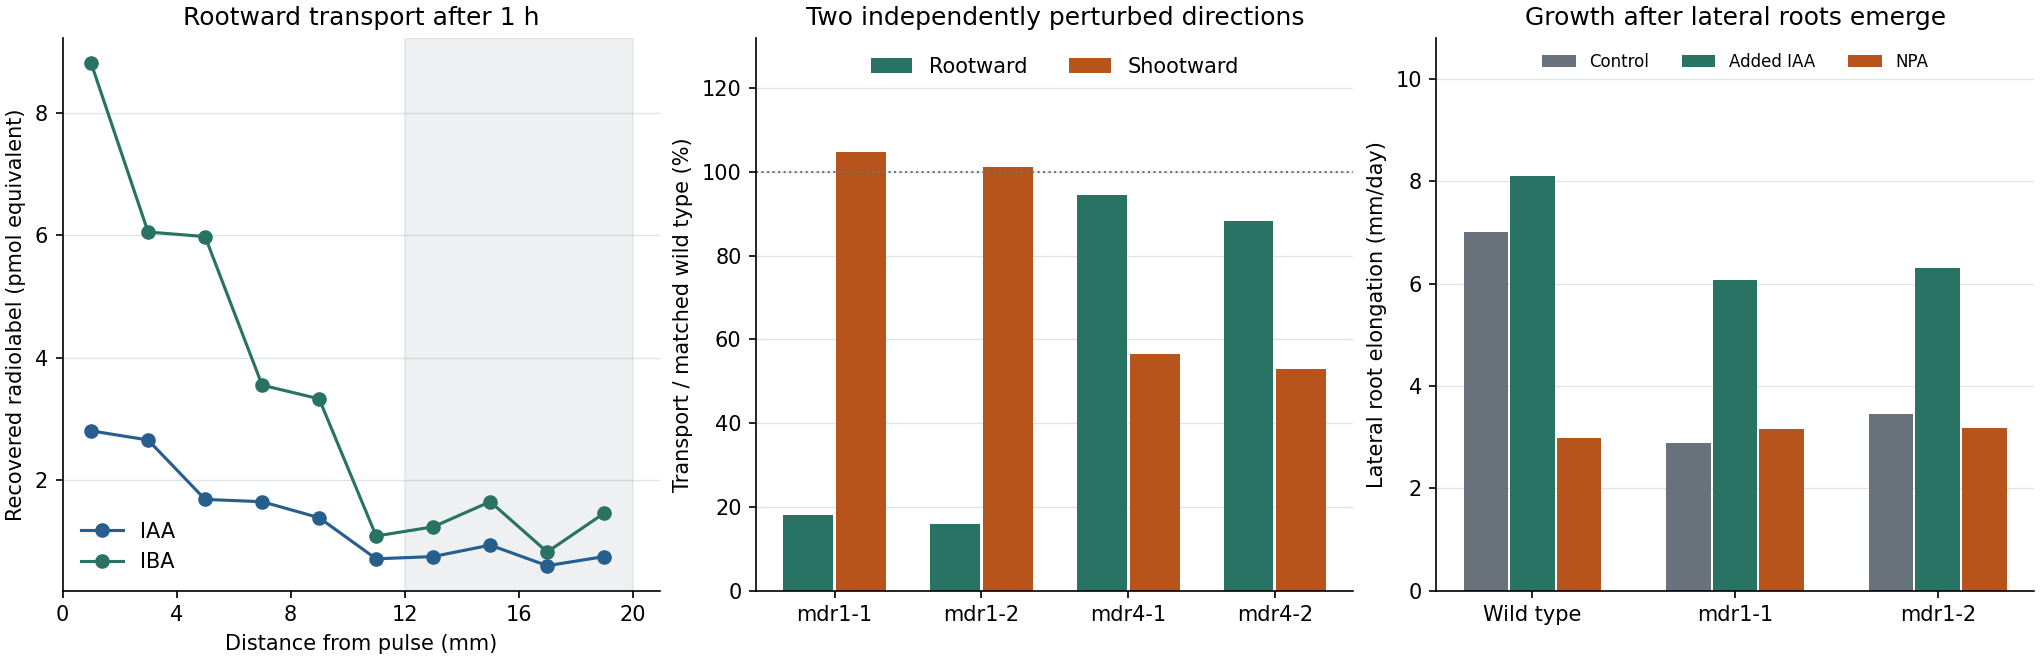 Rootward transport after 1 h
Recovered radiolabel (pmol equivalent)
8
6
4
2
IAA
IBA
0 4 8 12 16 20
Distance from pulse (mm)
Two independently perturbed directions
Rootward Shootward
Transport / matched wild type (%)
120
100
80
60
40
20
0
mdr1-1 mdr1-2 mdr4-1 mdr4-2
Growth after lateral roots emerge
Control Added IAA NPA
Lateral root elongation (mm/day)
10
8
6
4
2
0
Wild type mdr1-1 mdr1-2